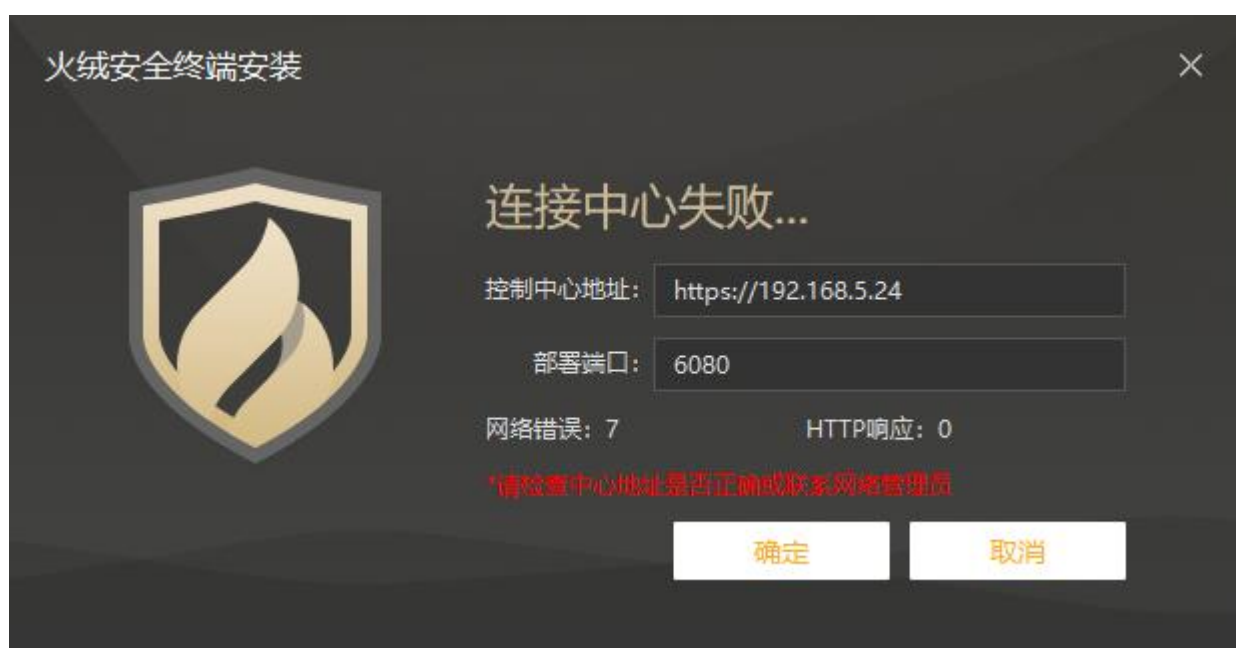 火绒安全终端安装
连接中心失败...
控制中心地址: https://192.168.5.24
部署端口: 6080
网络错误: 7 HTTP响应: 0
*请检查中心地址是否正确或联系网络管理员
确定 取消